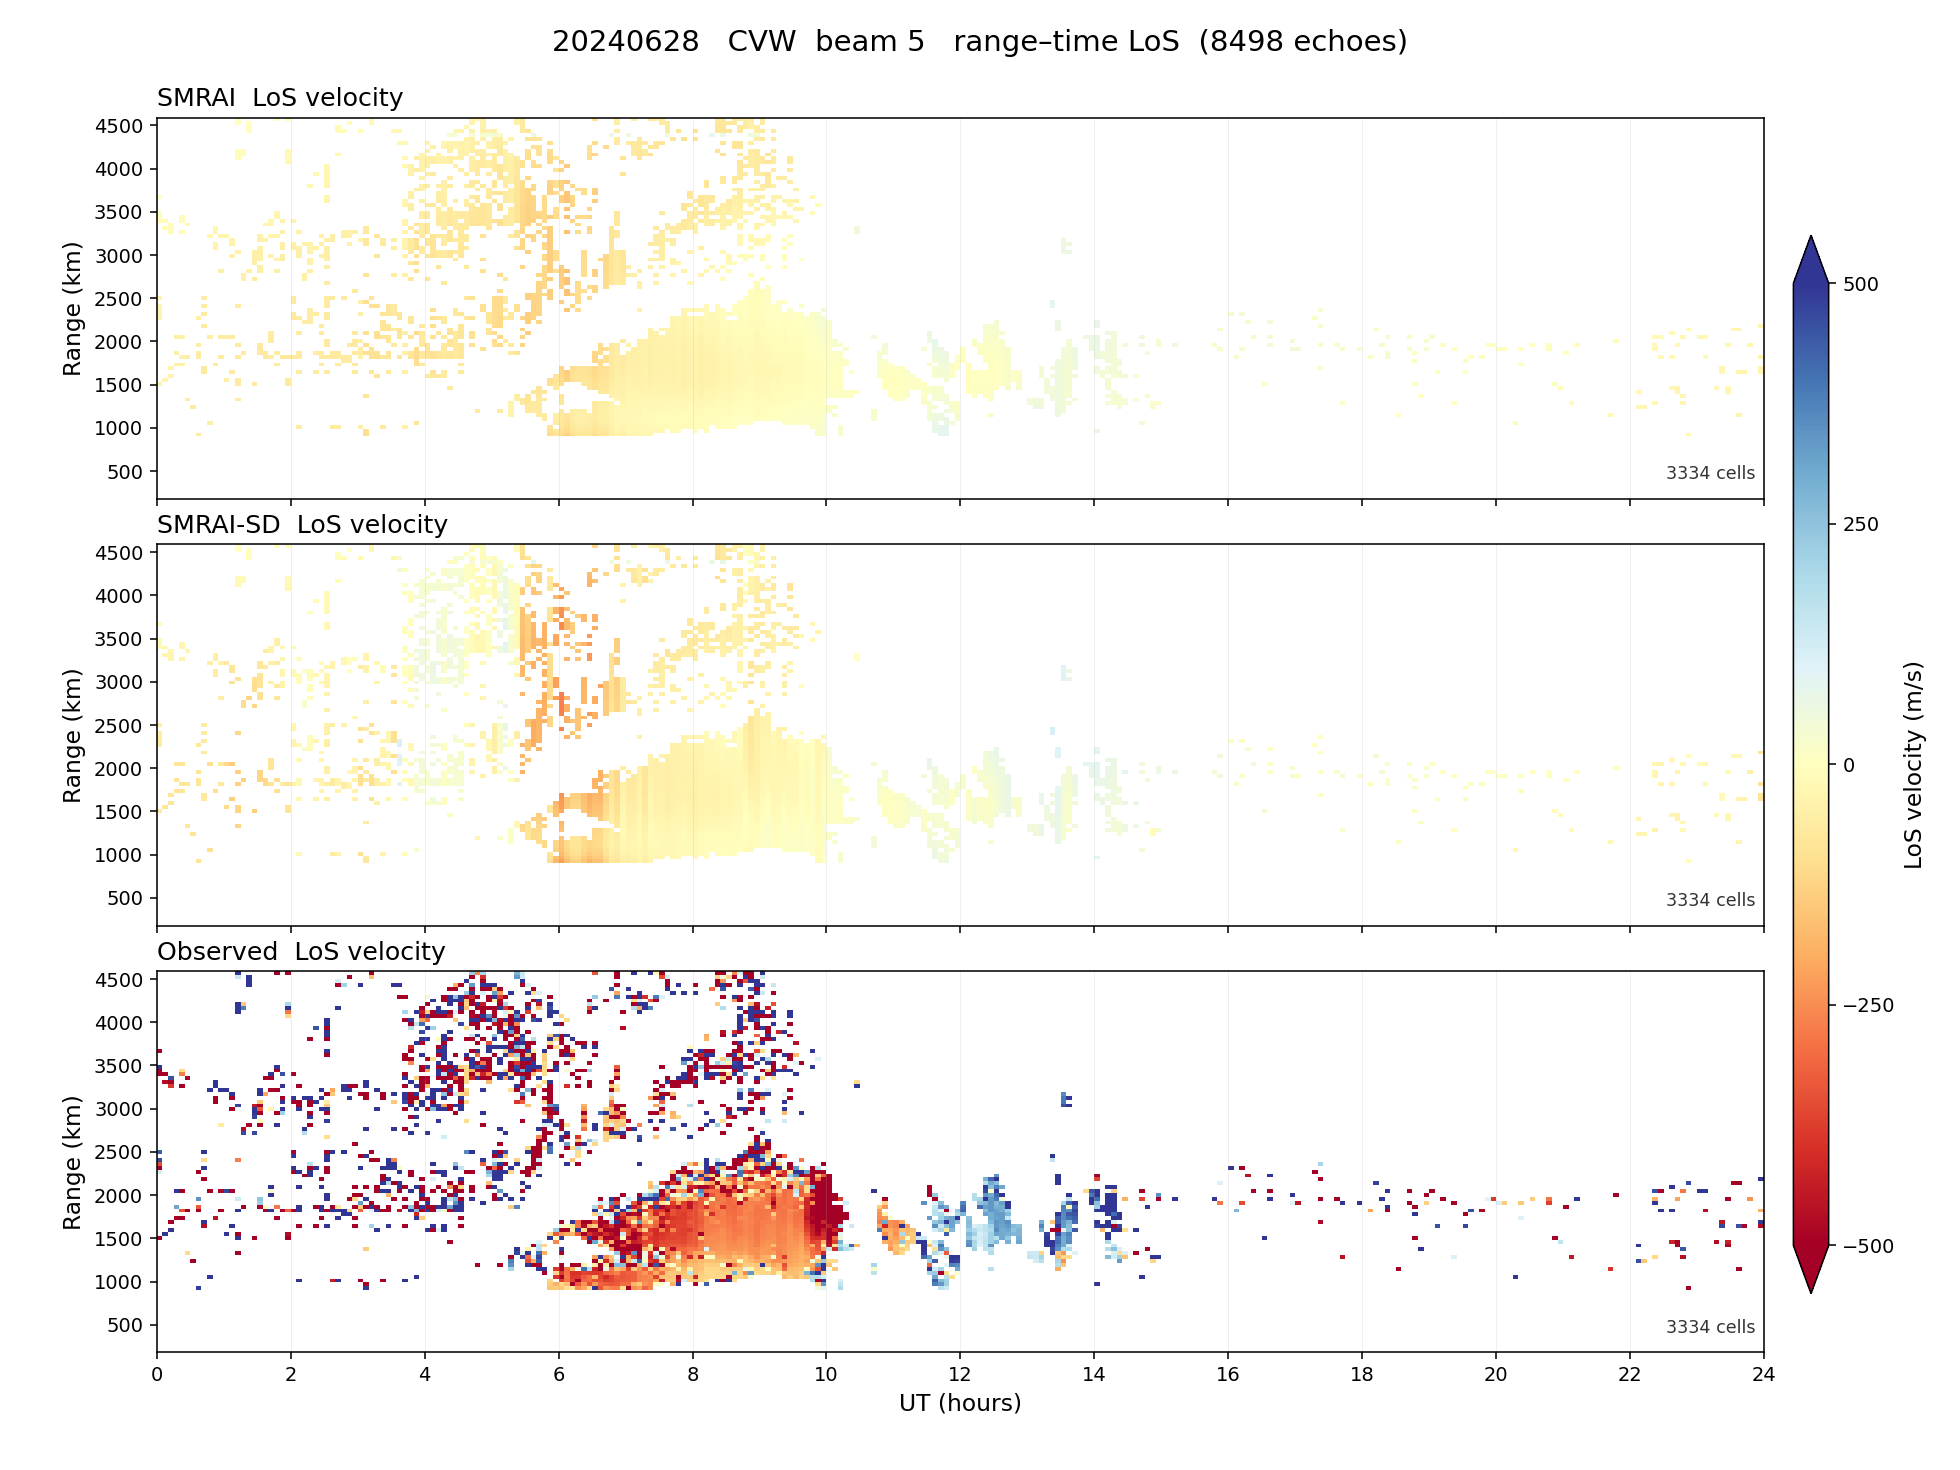 20240628   CVW  beam 5   range–time LoS  (8498 echoes)
SMRAI  LoS velocity
4500
4000
3500
3000
2500
2000
1500
1000
500
Range (km)
3334 cells
SMRAI-SD  LoS velocity
4500
4000
3500
3000
2500
2000
1500
1000
500
Range (km)
3334 cells
Observed  LoS velocity
4500
4000
3500
3000
2500
2000
1500
1000
500
Range (km)
3334 cells
0 2 4 6 8 10 12 14 16 18 20 22 24
UT (hours)
500
250
0
−250
−500
LoS velocity (m/s)